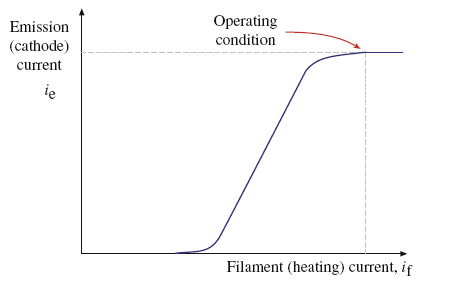 Emission
(cathode)
current
ie
Operating
condition
Filament (heating) current, if